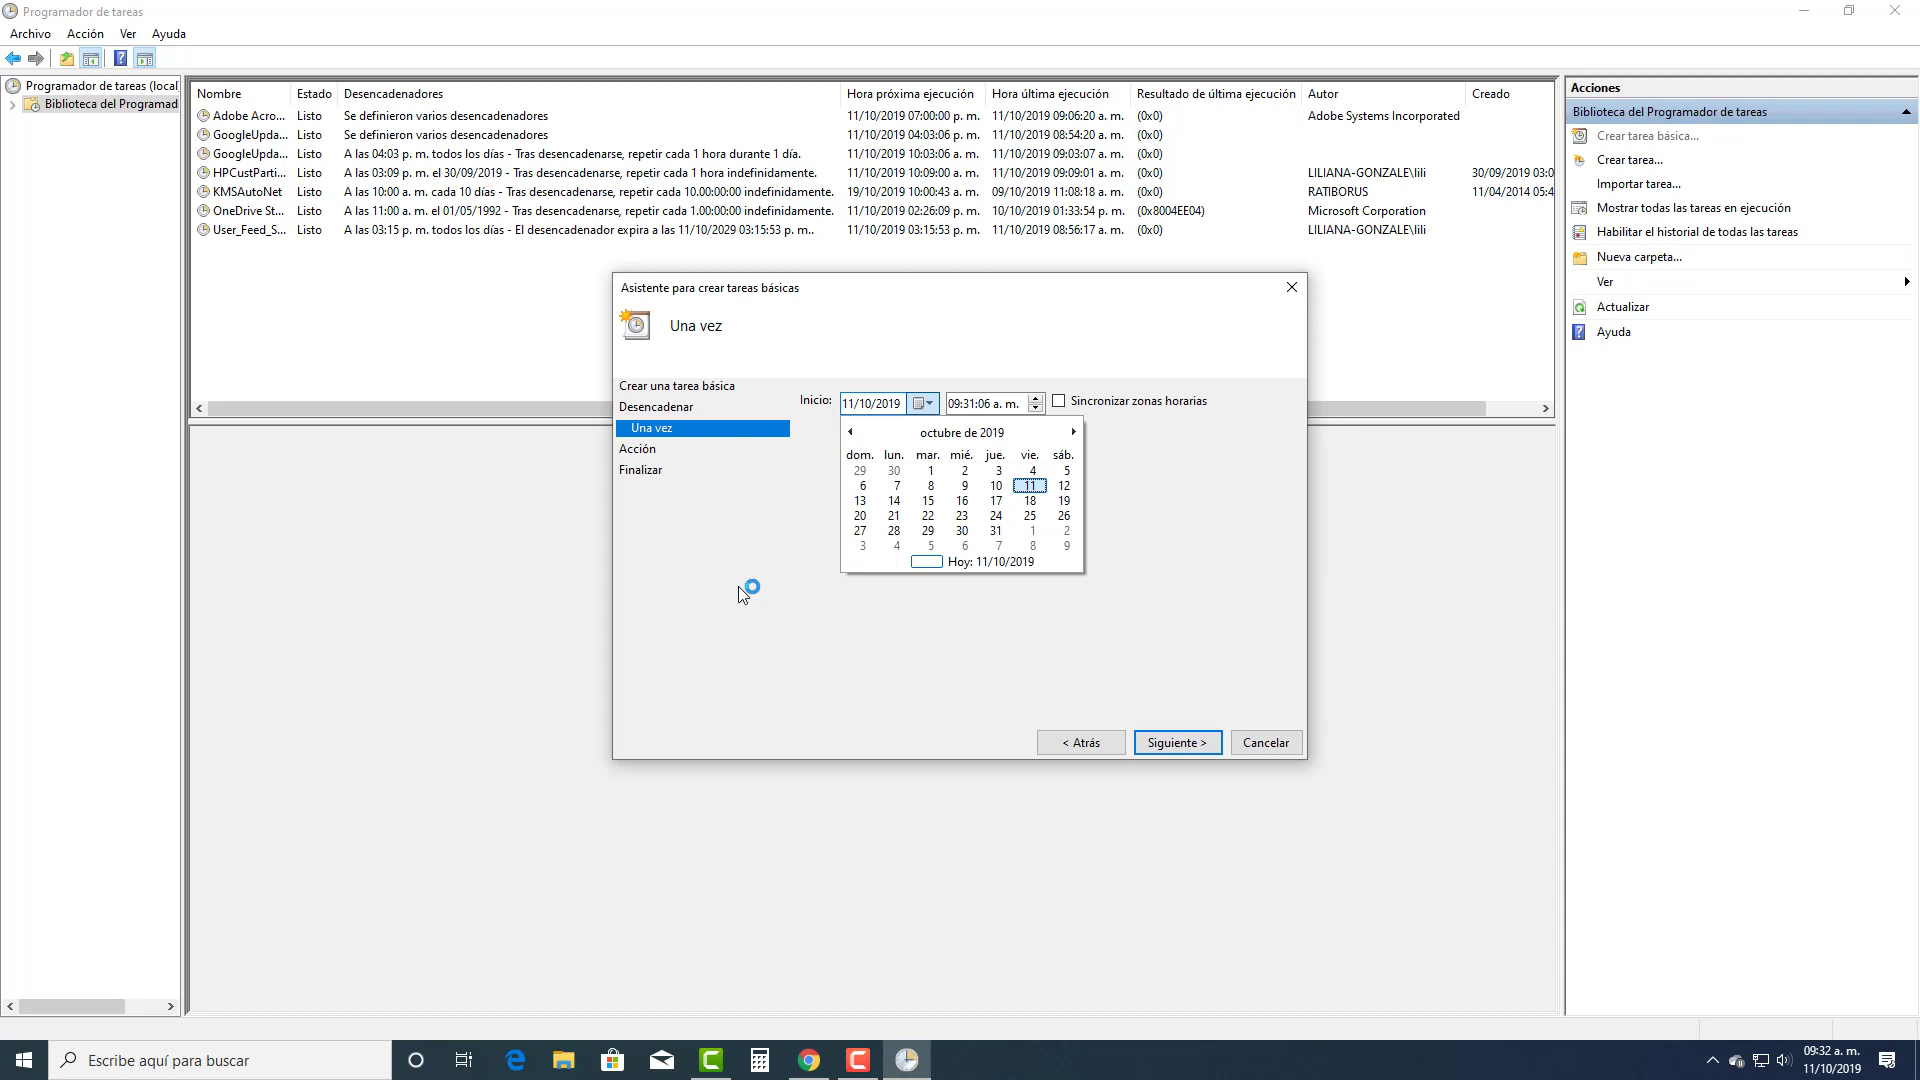 Programador de tareas
Archivo Acción Ver Ayuda
Programador de tareas (local
Biblioteca del Programad
Nombre Estado Desencadenadores Hora próxima ejecución Hora última ejecución Resultado de última ejecución Autor Creado
Adobe Acro... Listo Se definieron varios desencadenadores 11/10/2019 07:00:00 p. m. 11/10/2019 09:06:20 a. m. (0x0) Adobe Systems Incorporated
GoogleUpda... Listo Se definieron varios desencadenadores 11/10/2019 04:03:06 p. m. 11/10/2019 08:54:20 a. m. (0x0)
GoogleUpda... Listo A las 04:03 p. m. todos los días - Tras desencadenarse, repetir cada 1 hora durante 1 día. 11/10/2019 10:03:06 a. m. 11/10/2019 09:03:07 a. m. (0x0)
HPCustParti... Listo A las 03:09 p. m. el 30/09/2019 - Tras desencadenarse, repetir cada 1 hora indefinidamente. 11/10/2019 10:09:00 a. m. 11/10/2019 09:09:01 a. m. (0x0) LILIANA-GONZALE\lili 30/09/2019 03:0
KMSAutoNet Listo A las 10:00 a. m. cada 10 días - Tras desencadenarse, repetir cada 10.00:00:00 indefinidamente. 19/10/2019 10:00:43 a. m. 09/10/2019 11:08:18 a. m. (0x0) RATIBORUS 11/04/2014 05:4
OneDrive St... Listo A las 11:00 a. m. el 01/05/1992 - Tras desencadenarse, repetir cada 1.00:00:00 indefinidamente. 11/10/2019 02:26:09 p. m. 10/10/2019 01:33:54 p. m. (0x8004EE04) Microsoft Corporation
User_Feed_S... Listo A las 03:15 p. m. todos los días - El desencadenador expira a las 11/10/2029 03:15:53 p. m.. 11/10/2019 03:15:53 p. m. 11/10/2019 08:56:17 a. m. (0x0) LILIANA-GONZALE\lili
Acciones
Biblioteca del Programador de tareas
Crear tarea básica...
Crear tarea...
Importar tarea...
Mostrar todas las tareas en ejecución
Habilitar el historial de todas las tareas
Nueva carpeta...
Ver
Actualizar
Ayuda
Asistente para crear tareas básicas
Una vez
Crear una tarea básica
Desencadenar
Una vez
Acción
Finalizar
Inicio: 11/10/2019 09:31:06 a. m. Sincronizar zonas horarias
octubre de 2019
dom. lun. mar. mié. jue. vie. sáb.
29 30 1 2 3 4 5
6 7 8 9 10 11 12
13 14 15 16 17 18 19
20 21 22 23 24 25 26
27 28 29 30 31 1 2
3 4 5 6 7 8 9
Hoy: 11/10/2019
< Atrás Siguiente > Cancelar
Escribe aquí para buscar
09:32 a. m.
11/10/2019